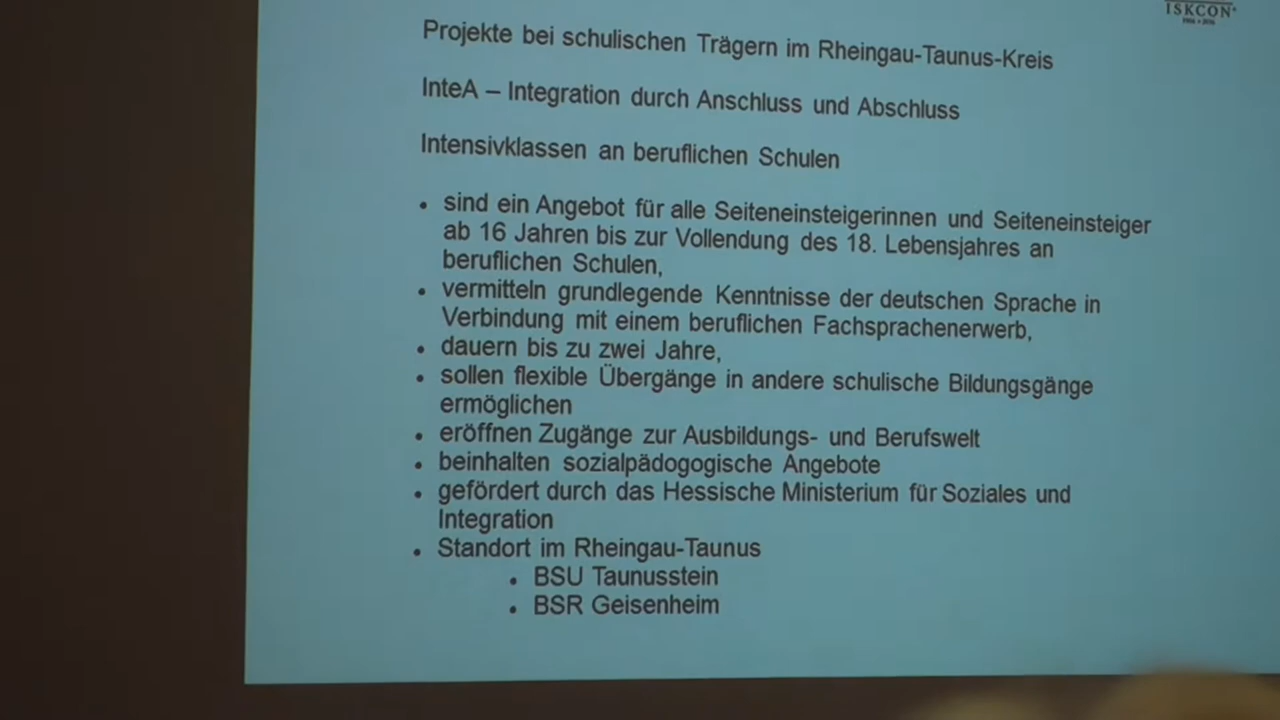 ISKCON
Projekte bei schulischen Trägern im Rheingau-Taunus-Kreis
InteA – Integration durch Anschluss und Abschluss
Intensivklassen an beruflichen Schulen
• sind ein Angebot für alle Seiteneinsteigerinnen und Seiteneinsteiger
ab 16 Jahren bis zur Vollendung des 18. Lebensjahres an
beruflichen Schulen,
• vermitteln grundlegende Kenntnisse der deutschen Sprache in
Verbindung mit einem beruflichen Fachsprachenerwerb,
• dauern bis zu zwei Jahre,
• sollen flexible Übergänge in andere schulische Bildungsgänge
ermöglichen
• eröffnen Zugänge zur Ausbildungs- und Berufswelt
• beinhalten sozialpädogogische Angebote
• gefördert durch das Hessische Ministerium für Soziales und
Integration
• Standort im Rheingau-Taunus
• BSU Taunusstein
• BSR Geisenheim